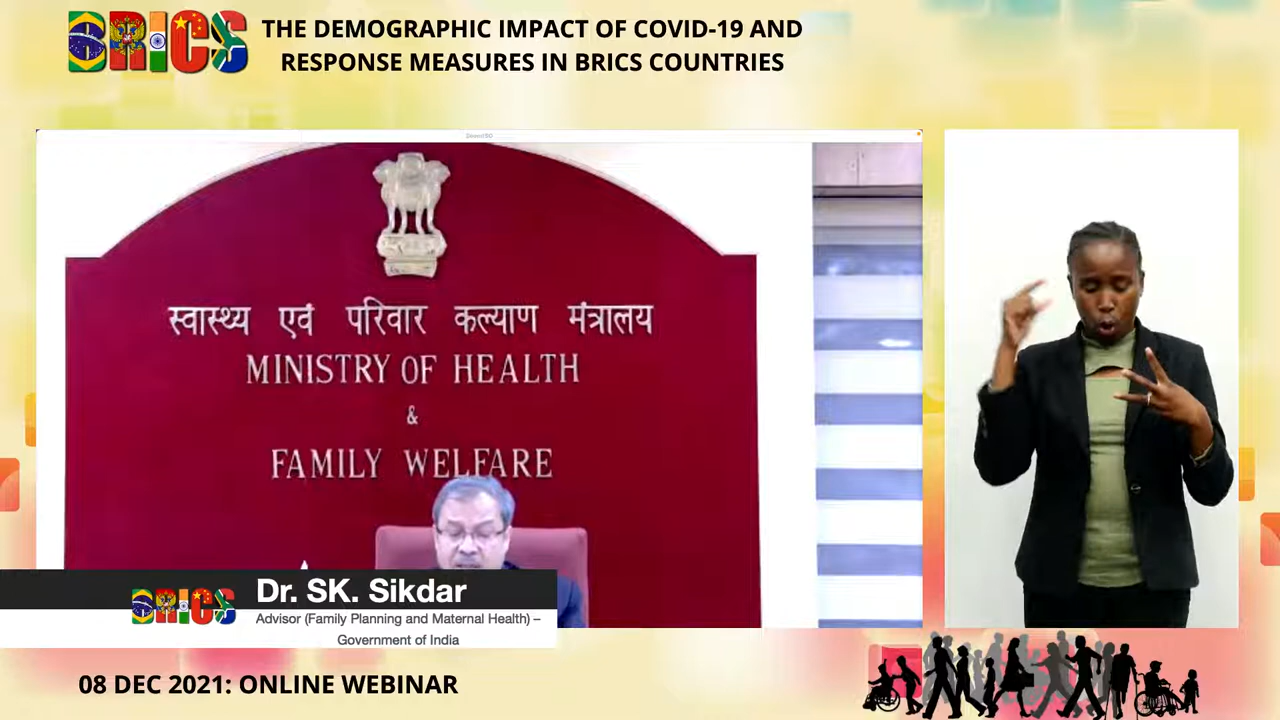 BRICS
THE DEMOGRAPHIC IMPACT OF COVID-19 AND
RESPONSE MEASURES IN BRICS COUNTRIES
स्वास्थ्य एवं परिवार कल्याण मंत्रालय
MINISTRY OF HEALTH
&
FAMILY WELFARE
BRICS
Dr. SK. Sikdar
Advisor (Family Planning and Maternal Health) –
Government of India
08 DEC 2021: ONLINE WEBINAR